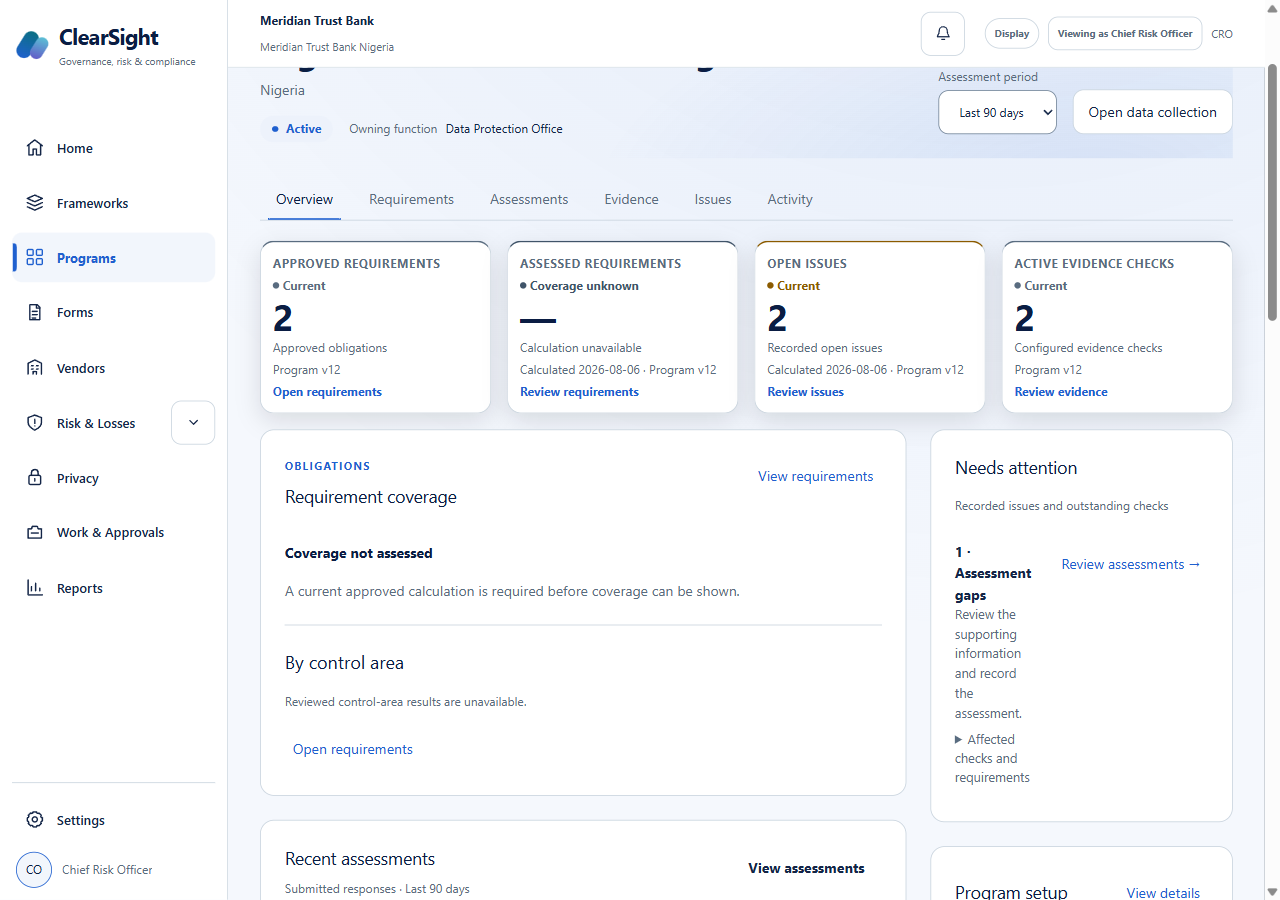 ClearSight
Governance, risk & compliance
Home
Frameworks
Programs
Forms
Vendors
Risk & Losses
Privacy
Work & Approvals
Reports
Settings
CO
Chief Risk Officer
Meridian Trust Bank
Meridian Trust Bank Nigeria
Display
Viewing as Chief Risk Officer
CRO
Nigeria
Active
Owning function Data Protection Office
Assessment period
Last 90 days
Open data collection
Overview
Requirements
Assessments
Evidence
Issues
Activity
APPROVED REQUIREMENTS
Current
2
Approved obligations
Program v12
Open requirements
ASSESSED REQUIREMENTS
Coverage unknown
—
Calculation unavailable
Calculated 2026-08-06 · Program v12
Review requirements
OPEN ISSUES
Current
2
Recorded open issues
Calculated 2026-08-06 · Program v12
Review issues
ACTIVE EVIDENCE CHECKS
Current
2
Configured evidence checks
Program v12
Review evidence
OBLIGATIONS
Requirement coverage
View requirements
Coverage not assessed
A current approved calculation is required before coverage can be shown.
By control area
Reviewed control-area results are unavailable.
Open requirements
Needs attention
Recorded issues and outstanding checks
1 ·
Assessment
gaps
Review the
supporting
information
and record
the
assessment.
Affected
checks and
requirements
Review assessments →
Recent assessments
Submitted responses · Last 90 days
View assessments
Program setup
View details